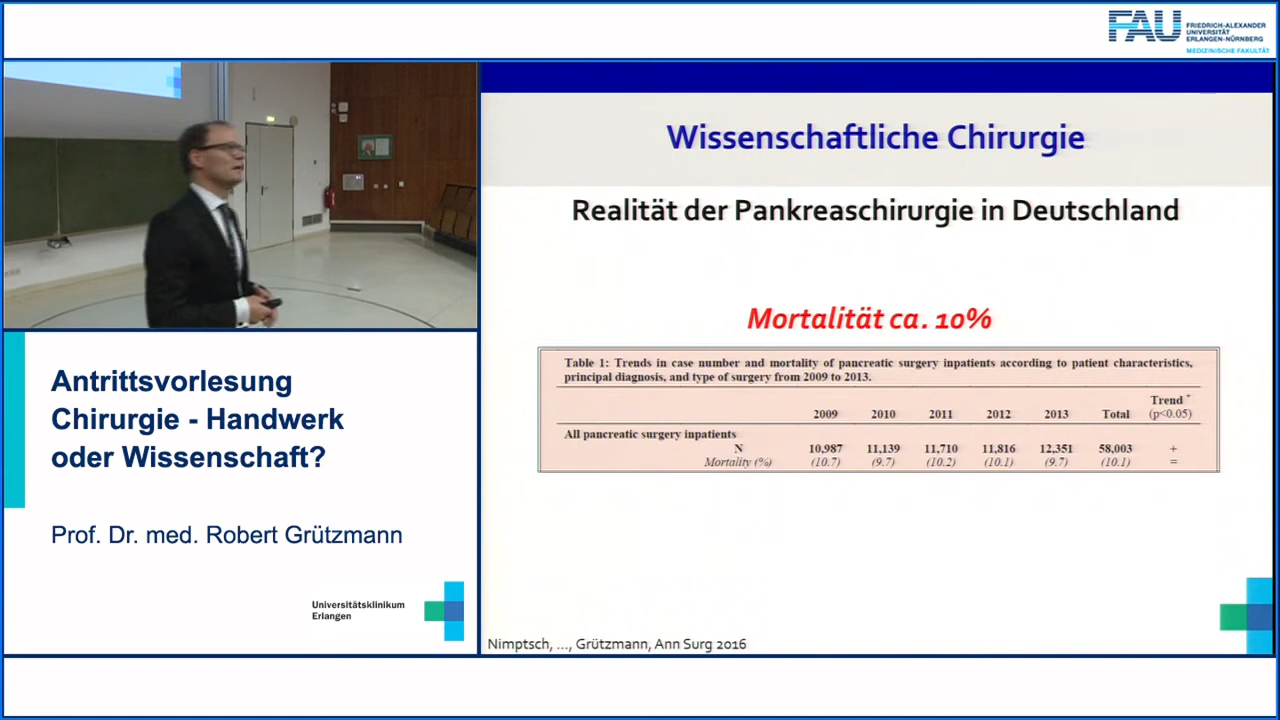 FAU
FRIEDRICH-ALEXANDER
UNIVERSITÄT
ERLANGEN-NÜRNBERG
MEDIZINISCHE FAKULTÄT
Wissenschaftliche Chirurgie
Realität der Pankreaschirurgie in Deutschland
Mortalität ca. 10%
Table 1: Trends in case number and mortality of pancreatic surgery inpatients according to patient characteristics,
principal diagnosis, and type of surgery from 2009 to 2013.
2009 2010 2011 2012 2013 Total Trend * (p<0.05)
All pancreatic surgery inpatients
N 10,987 11,139 11,710 11,816 12,351 58,003 +
Mortality (%) (10.7) (9.7) (10.2) (10.1) (9.7) (10.1) =
Nimptsch, ..., Grützmann, Ann Surg 2016
Antrittsvorlesung
Chirurgie - Handwerk
oder Wissenschaft?
Prof. Dr. med. Robert Grützmann
Universitätsklinikum
Erlangen